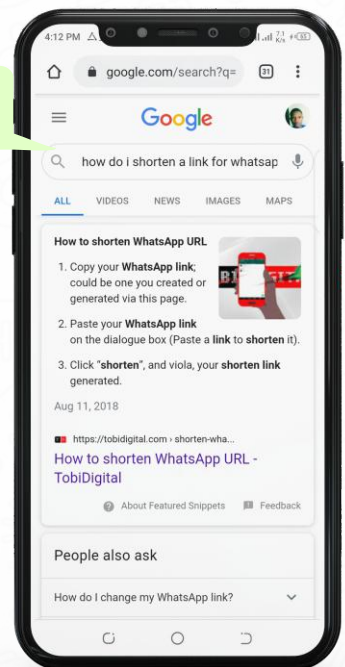 4:12 PM
7.1
K/s
google.com/search?q=
31
Google
how do i shorten a link for whatsap
ALL VIDEOS NEWS IMAGES MAPS
How to shorten WhatsApp URL
1. Copy your WhatsApp link;
could be one you created or
generated via this page.
2. Paste your WhatsApp link
on the dialogue box (Paste a link to shorten it).
3. Click “shorten”, and viola, your shorten link
generated.
Aug 11, 2018
https://tobidigital.com › shorten-wha...
How to shorten WhatsApp URL -
TobiDigital
About Featured Snippets Feedback
People also ask
How do I change my WhatsApp link?